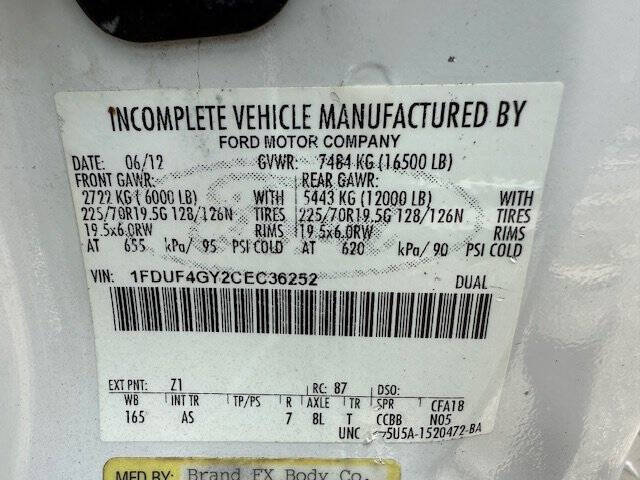 INCOMPLETE VEHICLE MANUFACTURED BY
FORD MOTOR COMPANY
DATE: 06/12 GVWR: 7484 KG (16500 LB)
FRONT GAWR: REAR GAWR:
2722 KG ( 6000 LB) WITH 5443 KG (12000 LB) WITH
225/70R19.5G 128/126N TIRES 225/70R19.5G 128/126N TIRES
19.5x6.0RW RIMS 19.5x6.0RW RIMS
AT 655 kPa/ 95 PSI COLD AT 620 kPa/ 90 PSI COLD
VIN: 1FDUF4GY2CEC36252 DUAL
EXT PNT: Z1 RC: 87 DSO:
WB INT TR TP/PS R AXLE TR SPR CFA18
165 AS 7 8L T CCBB N05
UNC 5U5A-1520472-BA
MFD BY: Brand FX Body Co.